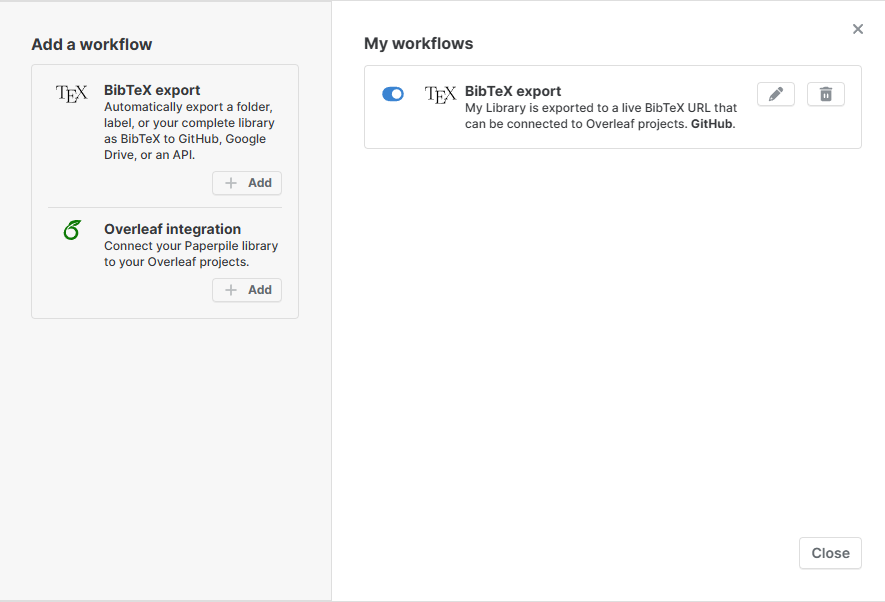 Add a workflow
TEX
BibTeX export
Automatically export a folder,
label, or your complete library
as BibTeX to GitHub, Google
Drive, or an API.
Add
Overleaf integration
Connect your Paperpile library
to your Overleaf projects.
Add
My workflows
TEX
BibTeX export
My Library is exported to a live BibTeX URL that
can be connected to Overleaf projects. GitHub.
Close